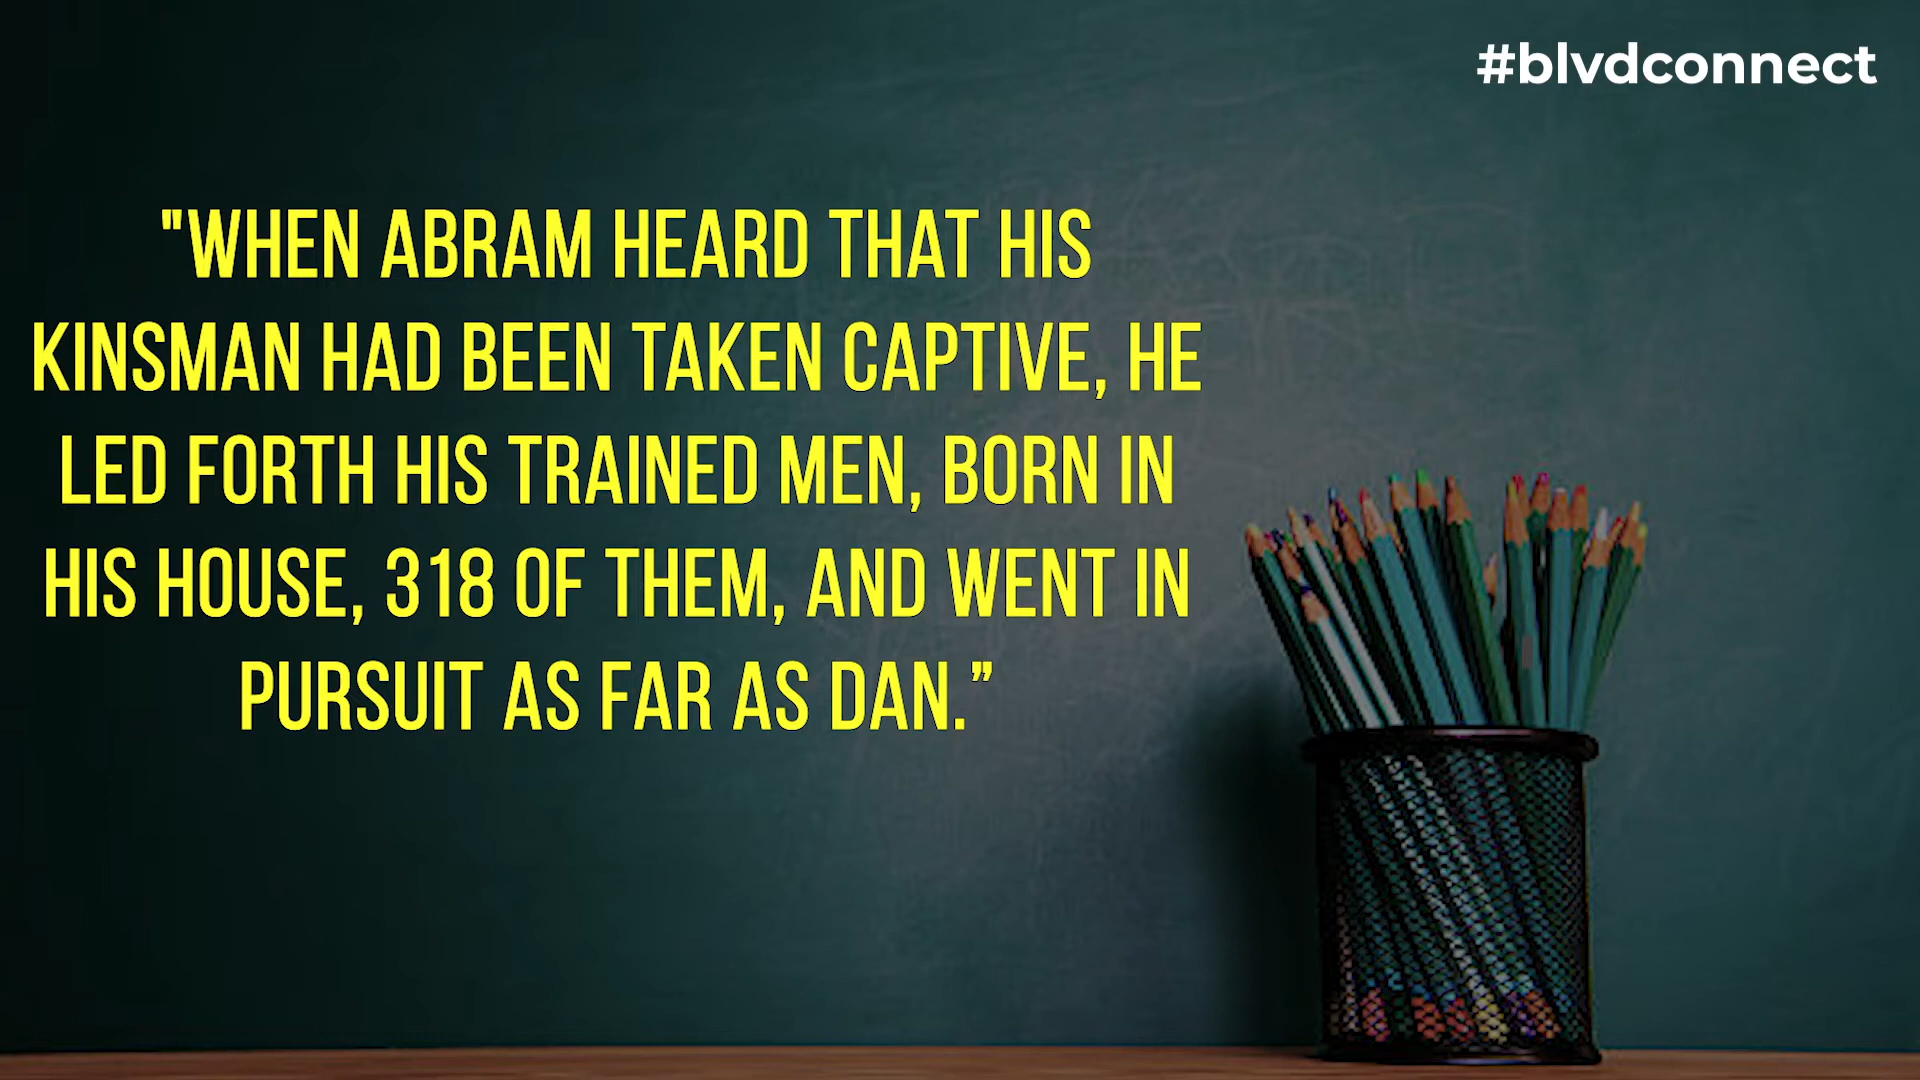 #blvdconnect
"WHEN ABRAM HEARD THAT HIS
KINSMAN HAD BEEN TAKEN CAPTIVE, HE
LED FORTH HIS TRAINED MEN, BORN IN
HIS HOUSE, 318 OF THEM, AND WENT IN
PURSUIT AS FAR AS DAN.”